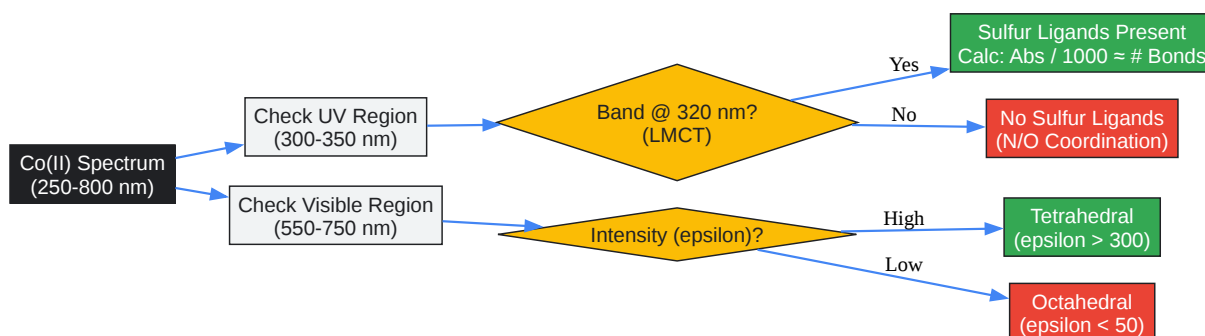 Co(II) Spectrum
(250-800 nm)
Check UV Region
(300-350 nm)
Check Visible Region
(550-750 nm)
Band @ 320 nm?
(LMCT)
Intensity (epsilon)?
Yes
No
High
Low
Sulfur Ligands Present
Calc: Abs / 1000 ≈ # Bonds
No Sulfur Ligands
(N/O Coordination)
Tetrahedral
(epsilon > 300)
Octahedral
(epsilon < 50)